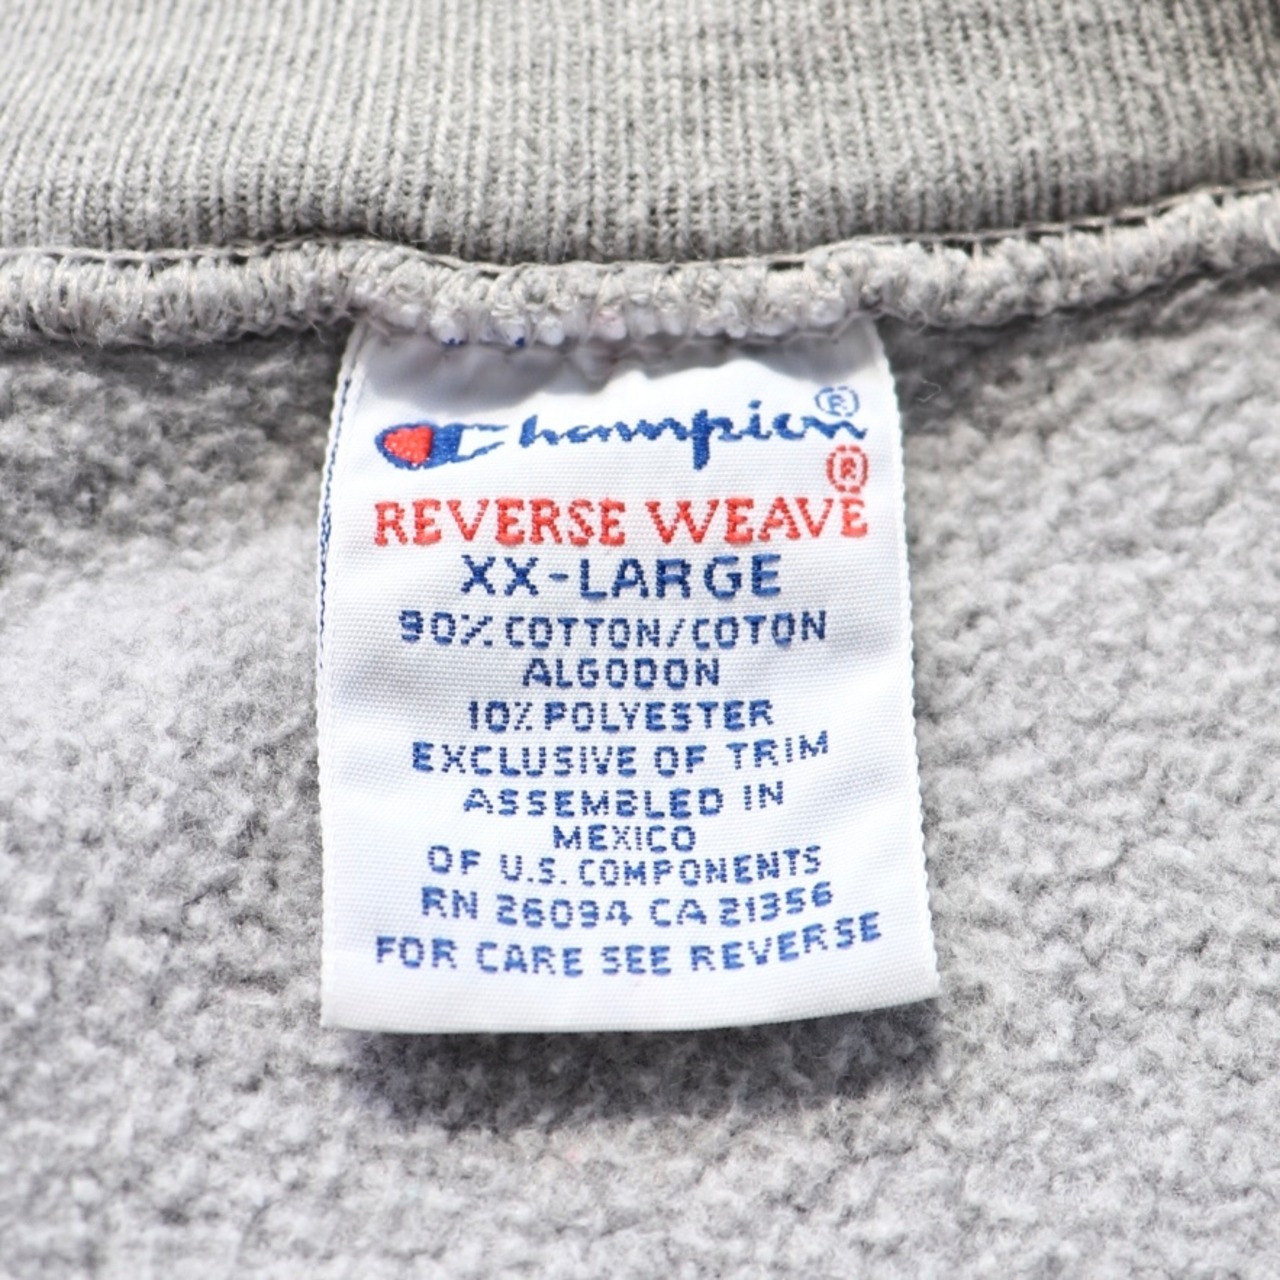 Champion®
REVERSE WEAVE®
XX-LARGE
90% COTTON/COTON
ALGODON
10% POLYESTER
EXCLUSIVE OF TRIM
ASSEMBLED IN
MEXICO
OF U.S. COMPONENTS
RN 26094 CA 21356
FOR CARE SEE REVERSE